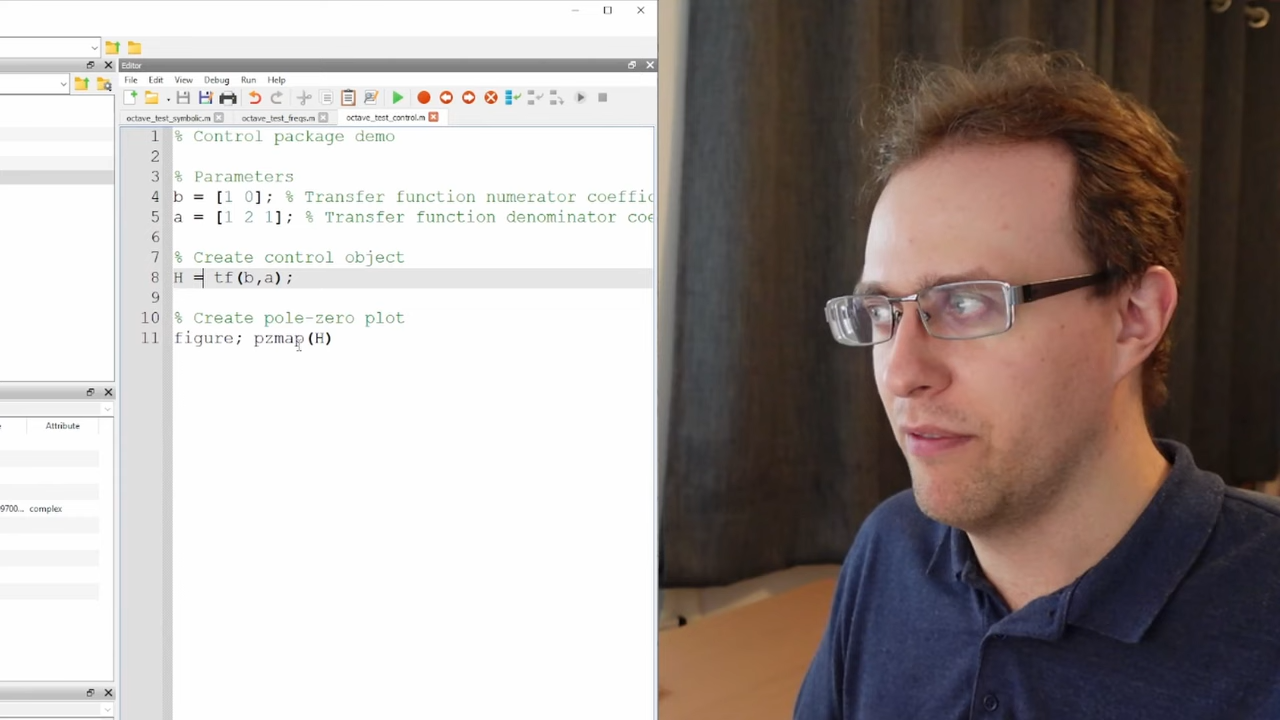 Editor
File Edit View Debug Run Help
octave_test_symbolic.m octave_test_freqs.m octave_test_control.m
1 % Control package demo
2
3 % Parameters
4 b = [1 0]; % Transfer function numerator coeffic
5 a = [1 2 1]; % Transfer function denominator coe
6
7 % Create control object
8 H = tf(b,a);
9
10 % Create pole-zero plot
11 figure; pzmap(H)
Attribute
9700... complex